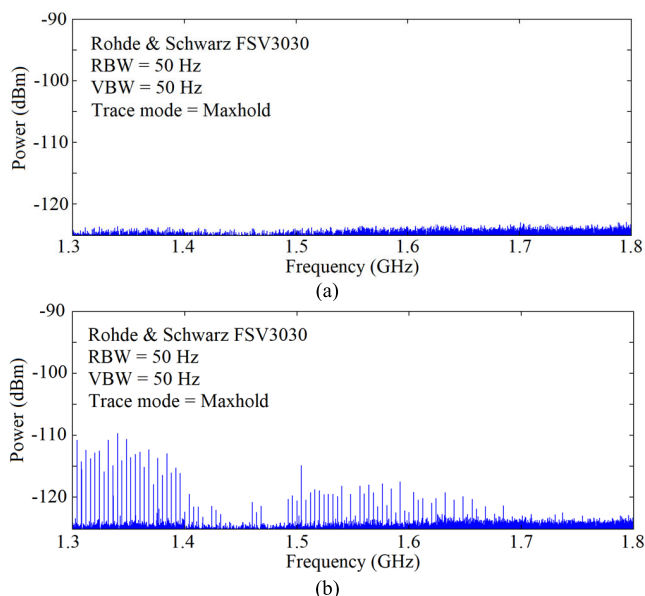 -90
Rohde & Schwarz FSV3030
RBW = 50 Hz
VBW = 50 Hz
Trace mode = Maxhold
-100
-110
-120
Power (dBm)
1.3 1.4 1.5 1.6 1.7 1.8
Frequency (GHz)
(a)
-90
Rohde & Schwarz FSV3030
RBW = 50 Hz
VBW = 50 Hz
Trace mode = Maxhold
-100
-110
-120
Power (dBm)
1.3 1.4 1.5 1.6 1.7 1.8
Frequency (GHz)
(b)